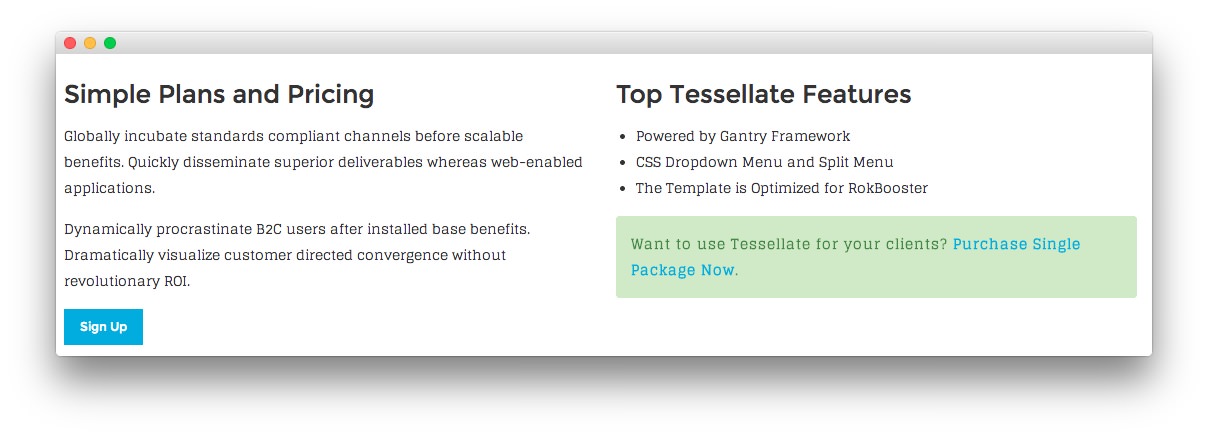 Simple Plans and Pricing
Globally incubate standards compliant channels before scalable
benefits. Quickly disseminate superior deliverables whereas web-enabled
applications.
Dynamically procrastinate B2C users after installed base benefits.
Dramatically visualize customer directed convergence without
revolutionary ROI.
Sign Up
Top Tessellate Features
• Powered by Gantry Framework
• CSS Dropdown Menu and Split Menu
• The Template is Optimized for RokBooster
Want to use Tessellate for your clients? Purchase Single
Package Now.